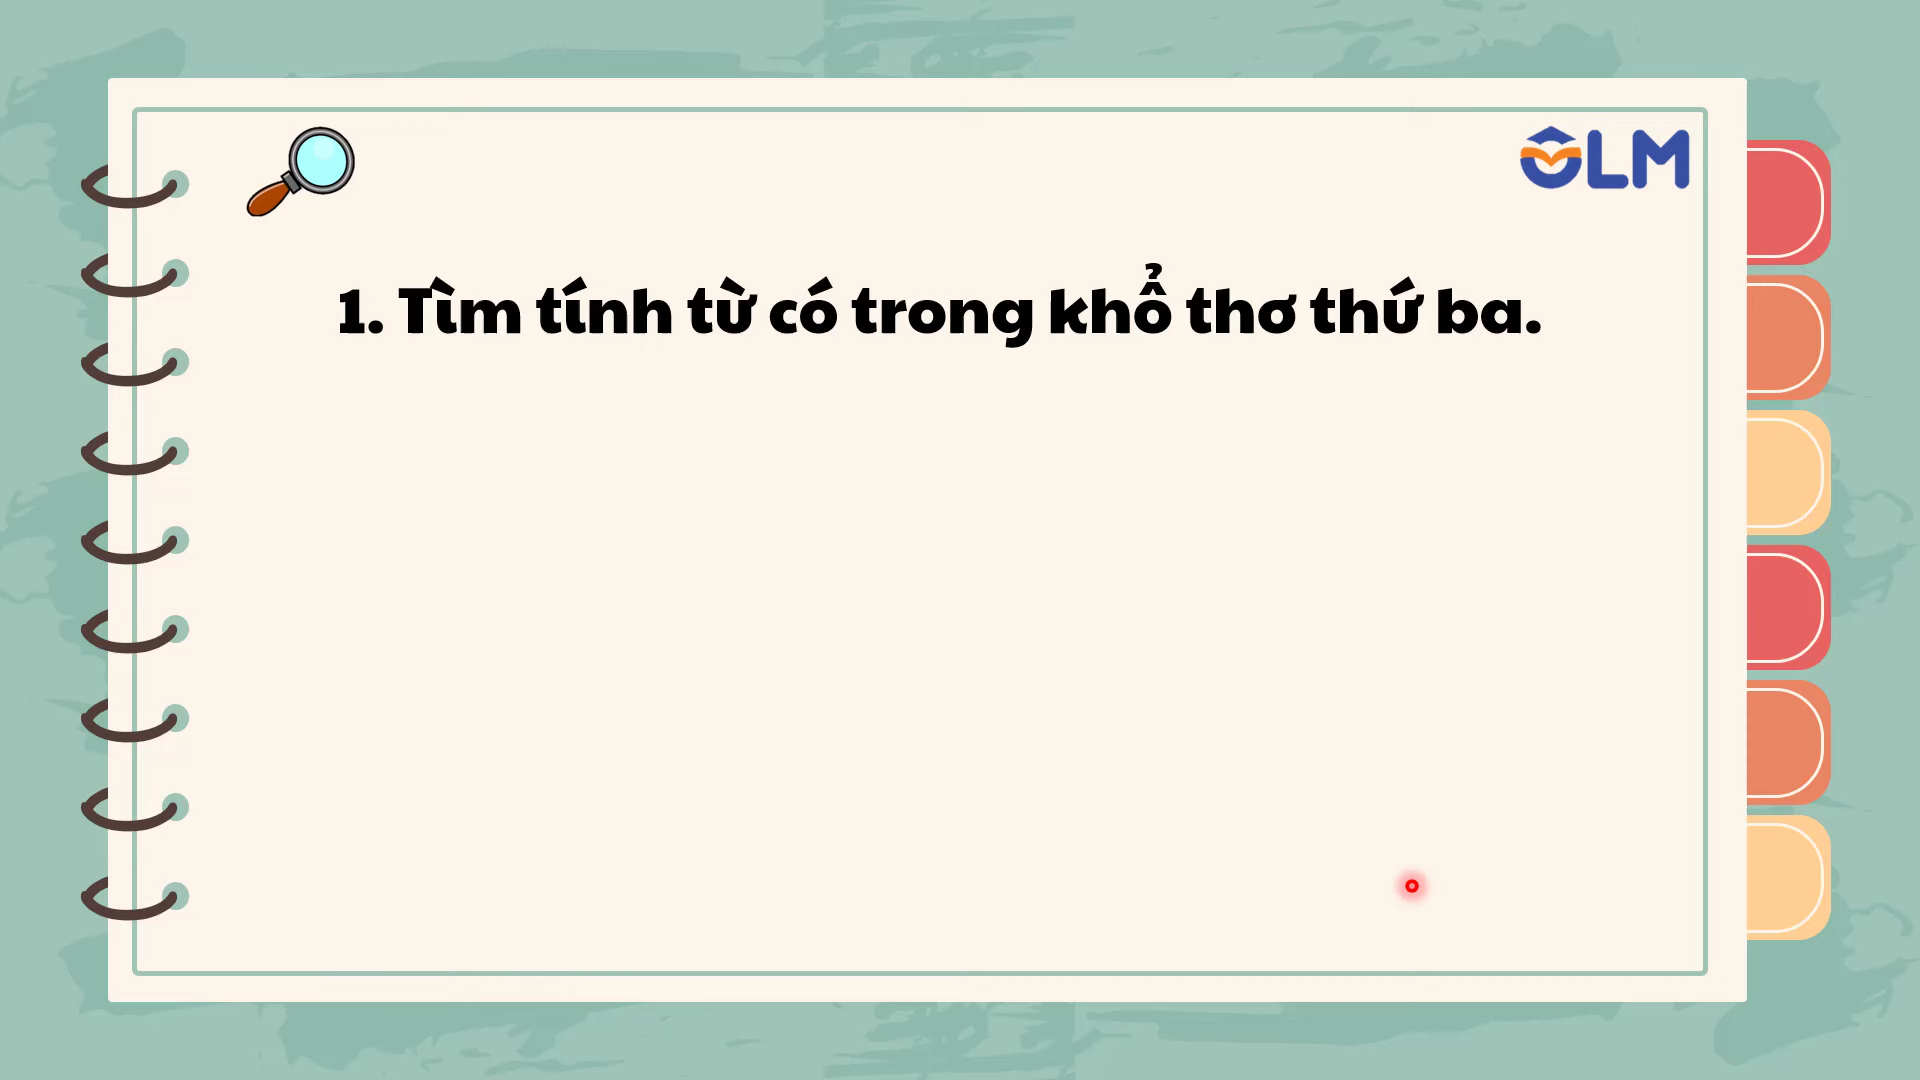 OLM
1. Tìm tính từ có trong khổ thơ thứ ba.